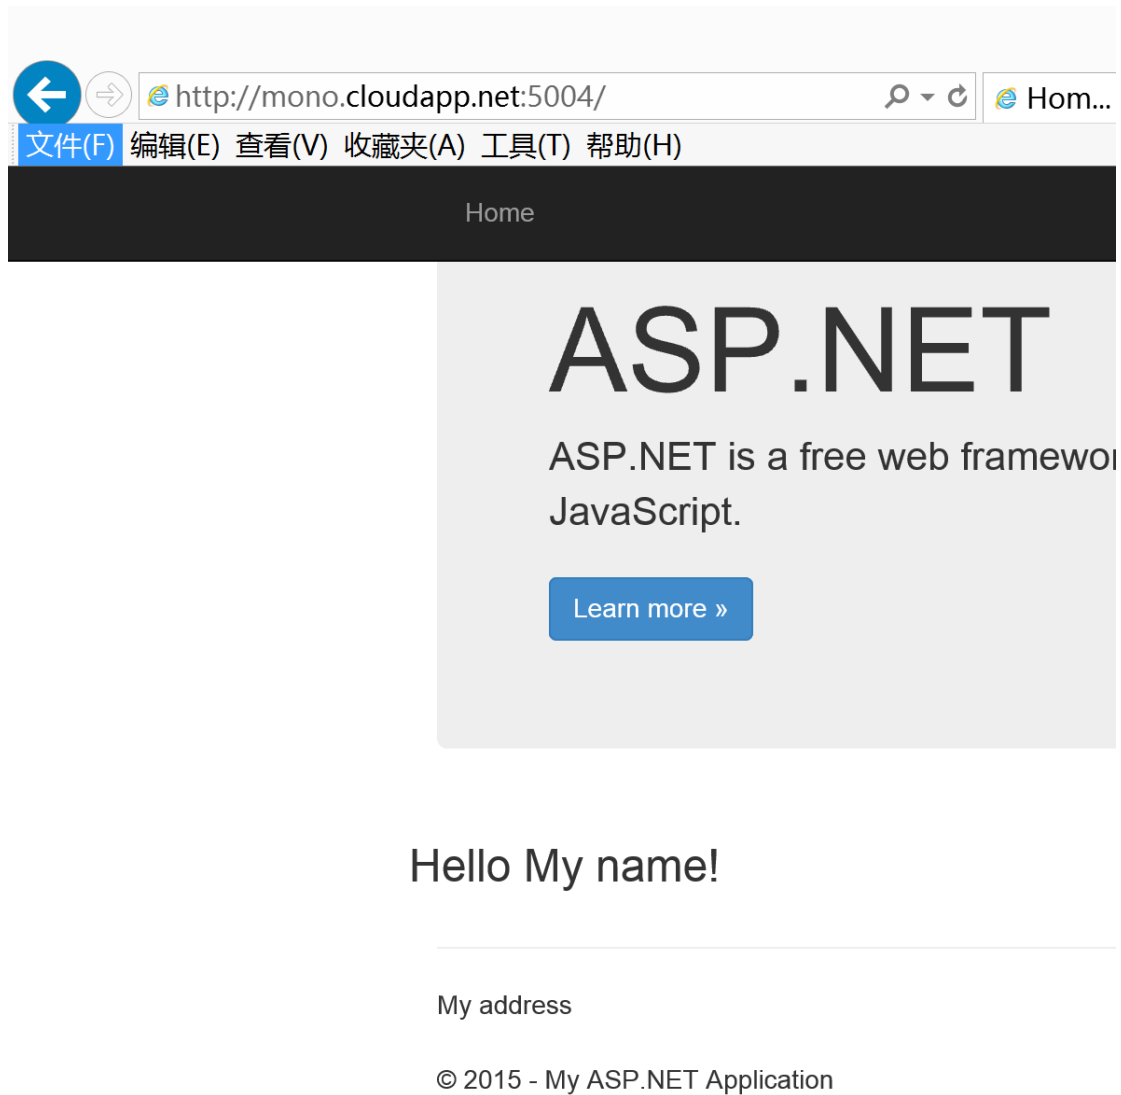 http://mono.cloudapp.net:5004/
Hom...
文件(F) 编辑(E) 查看(V) 收藏夹(A) 工具(T) 帮助(H)
Home
ASP.NET
ASP.NET is a free web
JavaScript.
Learn more »
Hello My name!
My address
© 2015 - My ASP.NET Application